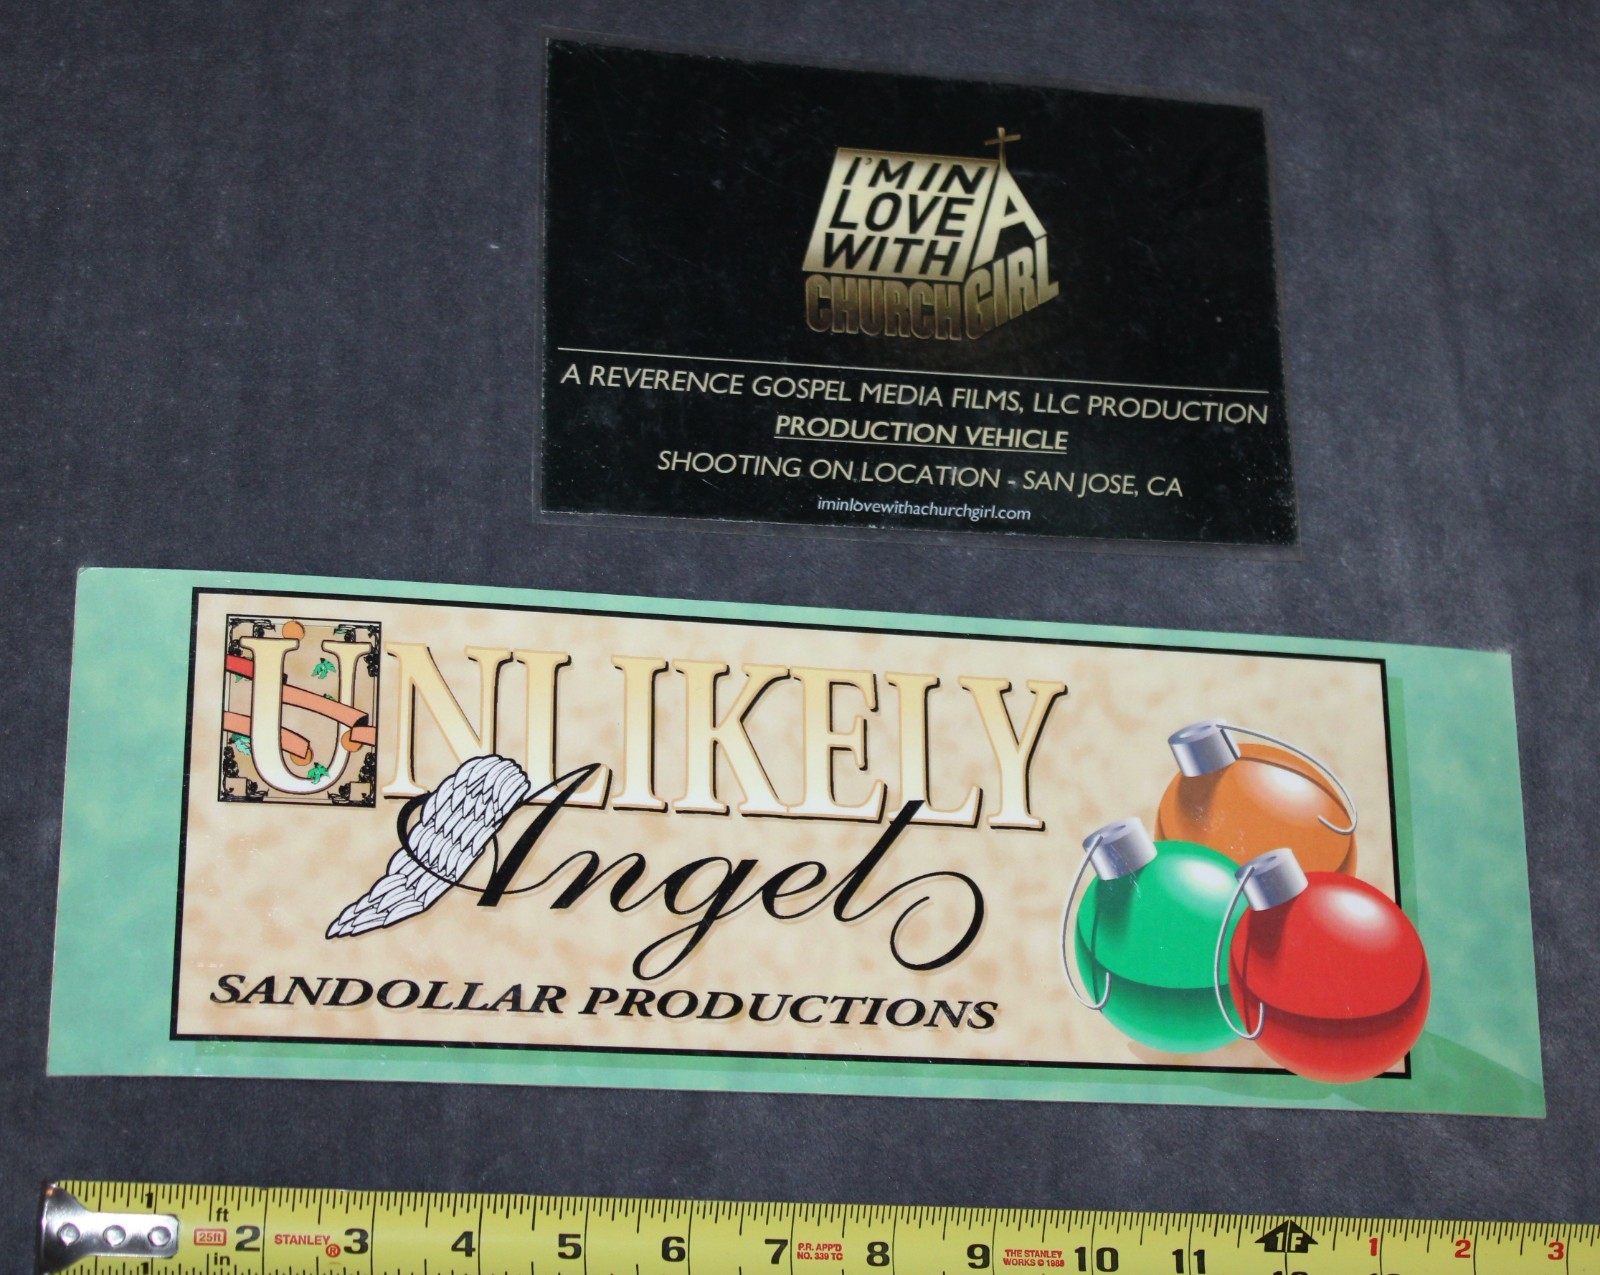 I'M IN
LOVE
WITH
A
CHURCH GIRL
A REVERENCE GOSPEL MEDIA FILMS, LLC PRODUCTION
PRODUCTION VEHICLE
SHOOTING ON LOCATION - SAN JOSE, CA
iminlovewithachurchgirl.com
UNLIKELY
Angel
SANDOLLAR PRODUCTIONS
1 ft 2 STANLEY® 3 4 5 6 7 P.R. APP'D NO. 339 TC 8 9 THE STANLEY WORKS © 1988 10 11 1F 1 2 3
25ft
in
1